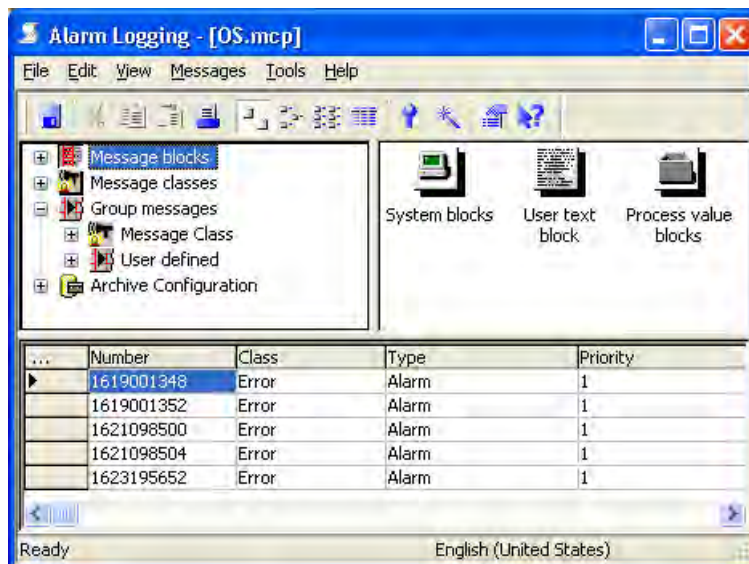 Alarm Logging - [OS.mcp]
File Edit View Messages Tools Help
Message blocks
Message classes
Group messages
Message Class
User defined
Archive Configuration
System blocks
User text block
Process value blocks
... Number Class Type Priority
1619001348 Error Alarm 1
1619001352 Error Alarm 1
1621098500 Error Alarm 1
1621098504 Error Alarm 1
1623195652 Error Alarm 1
Ready English (United States)